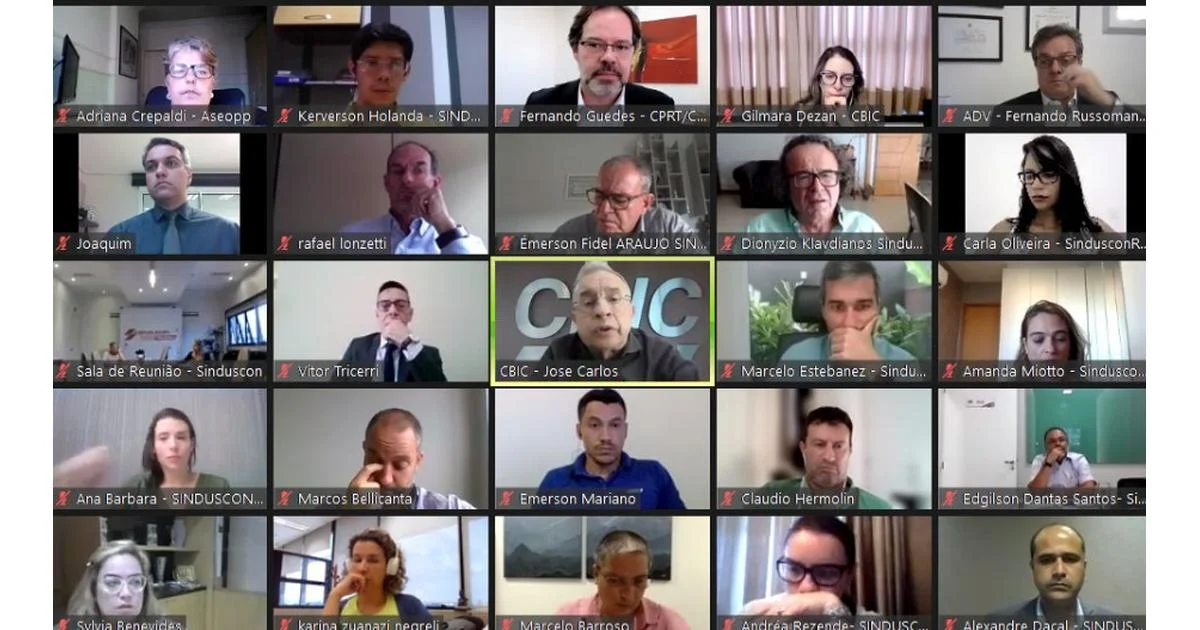 Adriana Crepaldi - Aseopp
Kerverson Holanda - SIND...
Fernando Guedes - CPRT/C...
Gilmara Dezan - CBIC
ADV - Fernando Russoman...
Joaquim
rafael lonzetti
Émerson Fidel ARAUJO SIN...
Dionyzio Klavdianos Sindu...
Carla Oliveira - SindusconR...
Sala de Reunião - Sinduscon
Vitor Tricerri
CBIC
CBIC - Jose Carlos
Marcelo Estebanez - Sindu...
Amanda Miotto - Sindusco...
Ana Barbara - SINDUSCON...
Marcos Bellicanta
Emerson Mariano
Claudio Hermolin
Edgilson Dantas Santos- Si...
Sylvia Benevides
karina zuanazi negreli
Marcelo Barroso
Andréa Rezende- SINDUSC...
Alexandre Dacal - SINDUS...